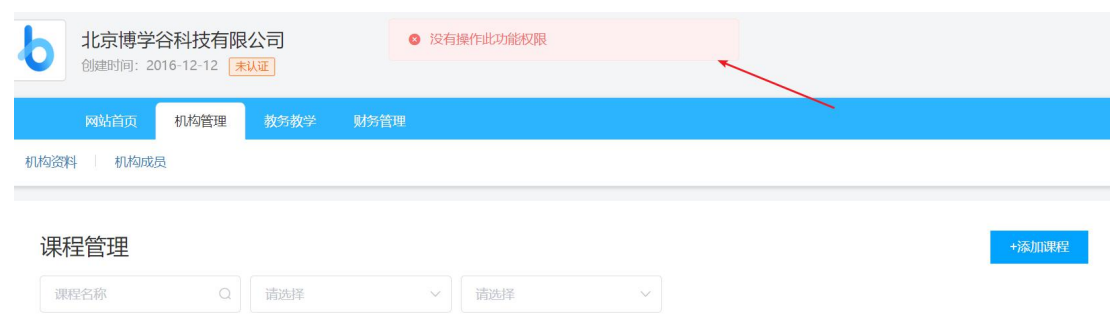 北京博学谷科技有限公司
没有操作此功能权限
创建时间：2016-12-12 未认证
网站首页 机构管理 教务教学 财务管理
机构资料 机构成员
课程管理
+添加课程
课程名称 请选择 请选择